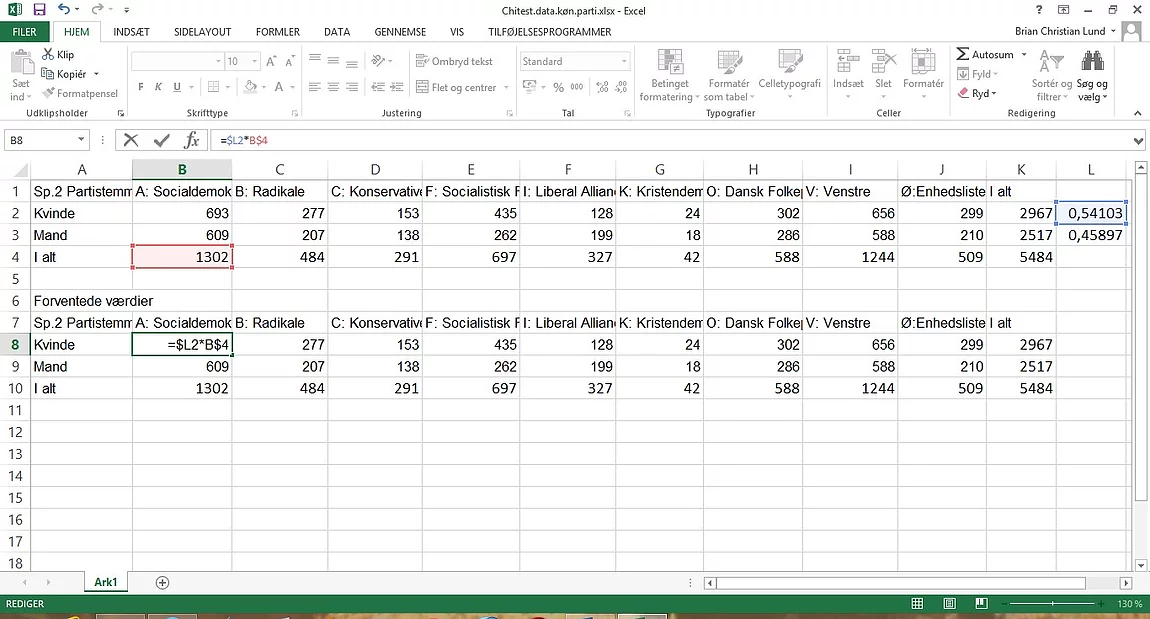 Chitest.data.køn.parti.xlsx - Excel
FILER HJEM INDSÆT SIDELAYOUT FORMLER DATA GENNEMSE VIS TILFØJELSESPROGRAMMER Brian Christian Lund
Sæt ind
Klip
Kopiér
Formatpensel
10
F K U
Ombryd tekst
Flet og centrer
Standard
% 000
Betinget formatering
Formatér som tabel
Celletypografi
Indsæt
Slet
Formatér
Autosum
Fyld
Ryd
Sortér og filtrer
Søg og vælg
Udklipsholder Skrifttype Justering Tal Typografier Celler Redigering
B8 fx =$L2*B$4
A B C D E F G H I J K L
1 Sp.2 Partistemm A: Socialdemok B: Radikale C: Konservative F: Socialistisk F I: Liberal Allian K: Kristendem O: Dansk Folkep V: Venstre Ø:Enhedsliste I alt
2 Kvinde 693 277 153 435 128 24 302 656 299 2967 0,54103
3 Mand 609 207 138 262 199 18 286 588 210 2517 0,45897
4 I alt 1302 484 291 697 327 42 588 1244 509 5484
5
6 Forventede værdier
7 Sp.2 Partistemm A: Socialdemok B: Radikale C: Konservative F: Socialistisk F I: Liberal Allian K: Kristendem O: Dansk Folkep V: Venstre Ø:Enhedsliste I alt
8 Kvinde =$L2*B$4 277 153 435 128 24 302 656 299 2967
9 Mand 609 207 138 262 199 18 286 588 210 2517
10 I alt 1302 484 291 697 327 42 588 1244 509 5484
11
12
13
14
15
16
17
18
Ark1
REDIGER 130 %